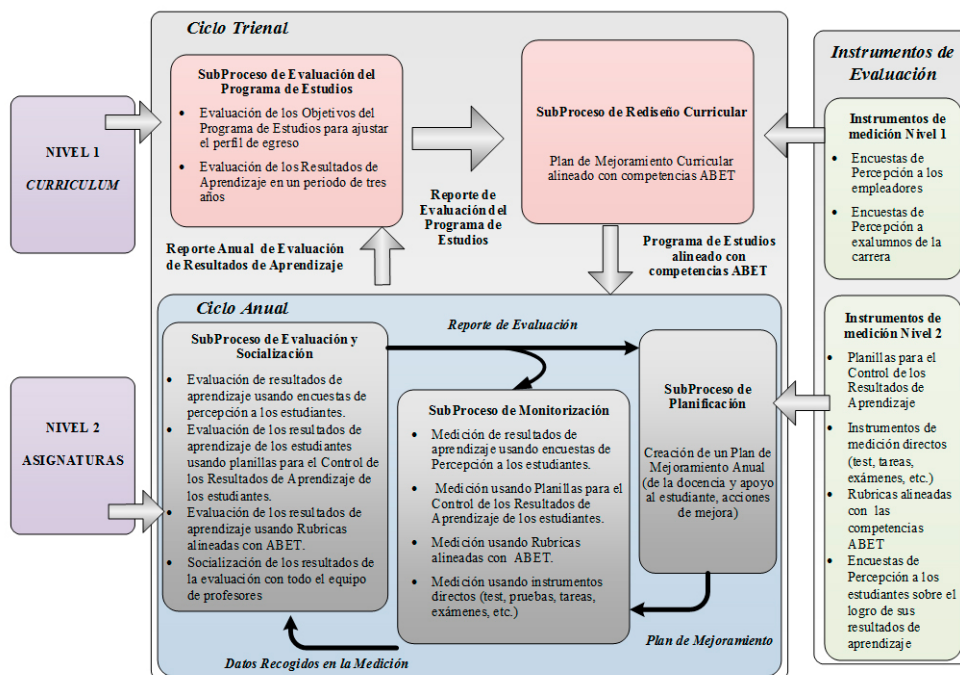 Ciclo Trienal
NIVEL 1
CURRICULUM
SubProceso de Evaluación del
Programa de Estudios
• Evaluación de los Objetivos del
Programa de Estudios para ajustar
el perfil de egreso
• Evaluación de los Resultados de
Aprendizaje en un periodo de tres
años
SubProceso de Rediseño Curricular
Plan de Mejoramiento Curricular
alineado con competencias ABET
Reporte de
Evaluación del
Programa de
Estudios
Reporte Anual de Evaluación
de Resultados de Aprendizaje
Programa de Estudios
alineado con
competencias ABET
Instrumentos de
Evaluación
Instrumentos de
medición Nivel 1
• Encuestas de
Percepción a los
empleadores
• Encuestas de
Percepción a
exalumnos de la
carrera
Ciclo Anual
NIVEL 2
ASIGNATURAS
SubProceso de Evaluación y
Socialización
• Evaluación de resultados de
aprendizaje usando encuestas de
percepción a los estudiantes.
• Evaluación de los resultados de
aprendizaje de los estudiantes
usando planillas para el Control de
los Resultados de Aprendizaje de
los estudiantes.
• Evaluación de los resultados de
aprendizaje usando Rubricas
alineadas con ABET.
• Socialización de los resultados de
la evaluación con todo el equipo
de profesores
Reporte de Evaluación
SubProceso de Monitorización
• Medición de resultados de
aprendizaje usando encuestas de
Percepción a los estudiantes.
• Medición usando Planillas para el
Control de los Resultados de
Aprendizaje de los estudiantes.
• Medición usando Rubricas
alineadas con ABET.
• Medición usando instrumentos
directos (test, pruebas, tareas,
exámenes, etc.)
SubProceso de
Planificación
Creación de un Plan de
Mejoramiento Anual
(de la docencia y apoyo
al estudiante, acciones
de mejora)
Plan de Mejoramiento
Datos Recogidos en la Medición
Instrumentos de
medición Nivel 2
• Planillas para el
Control de los
Resultados de
Aprendizaje
• Instrumentos de
medición directos
(test, tareas,
exámenes, etc.)
• Rubricas alineadas
con las
competencias
ABET
• Encuestas de
Percepción a los
estudiantes sobre el
logro de sus
resultados de
aprendizaje